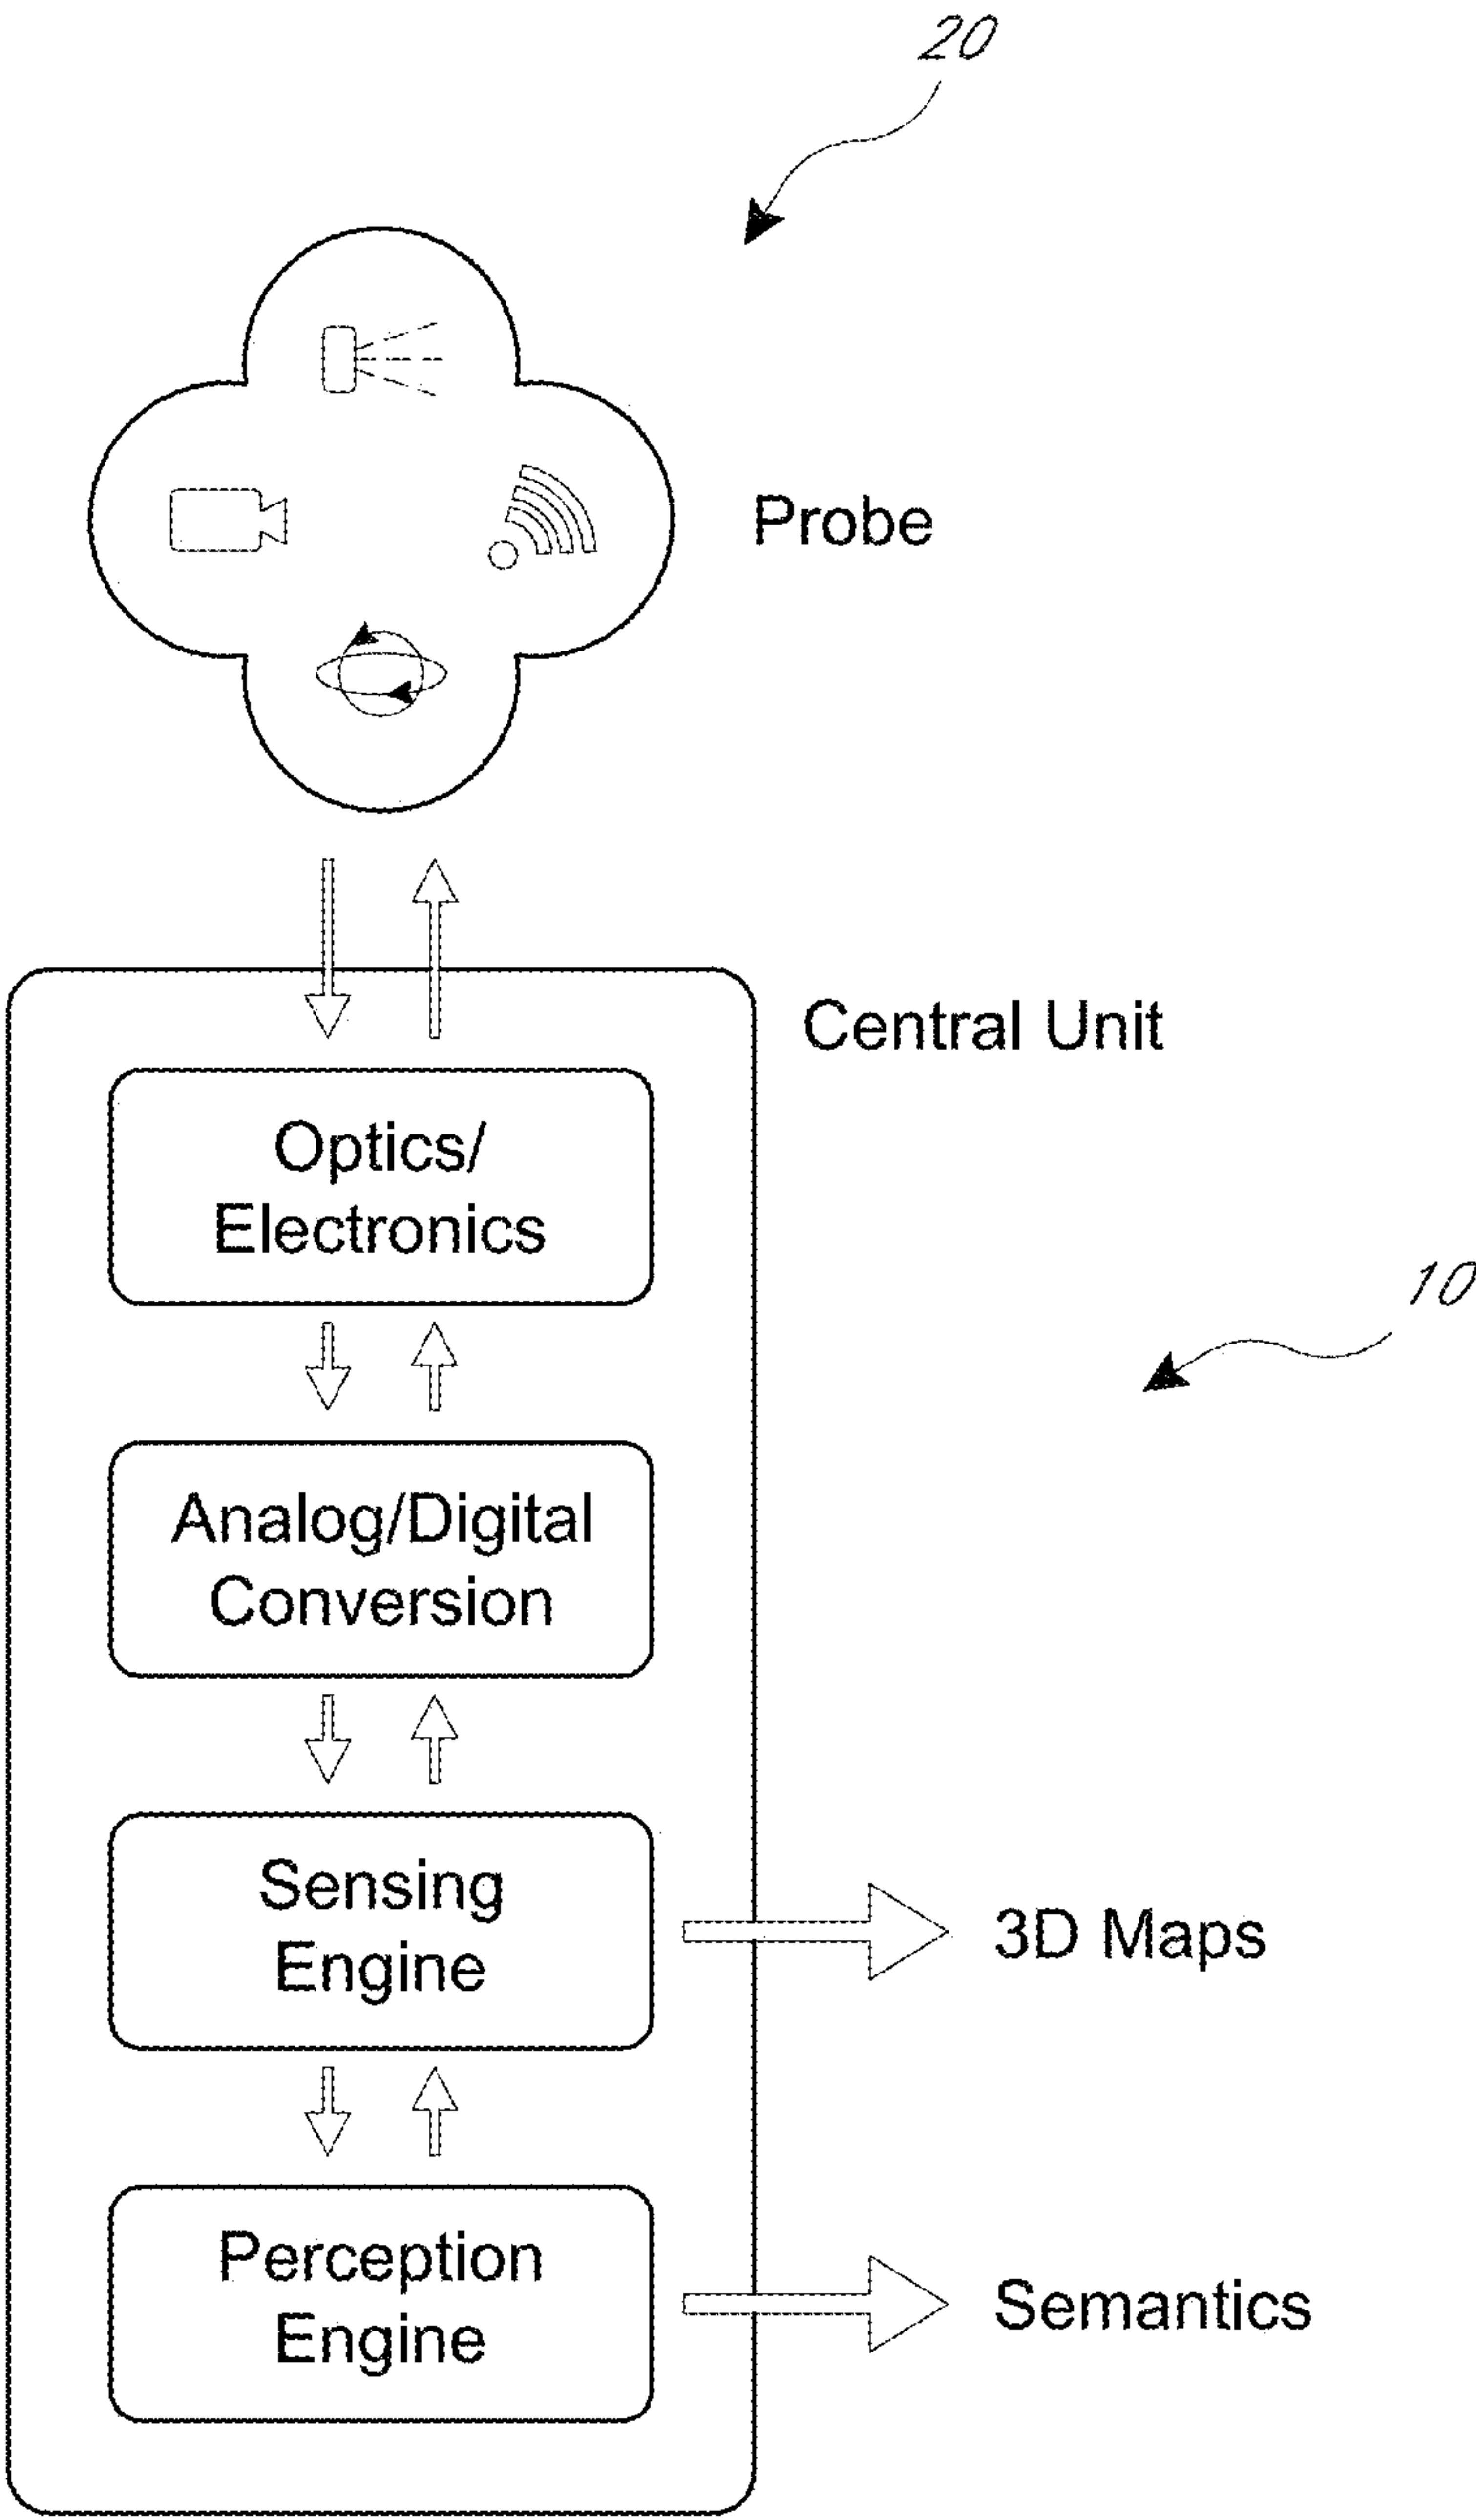 20
Probe
Central Unit
Optics/
Electronics
10
Analog/Digital
Conversion
Sensing
Engine
3D Maps
Perception
Engine
Semantics